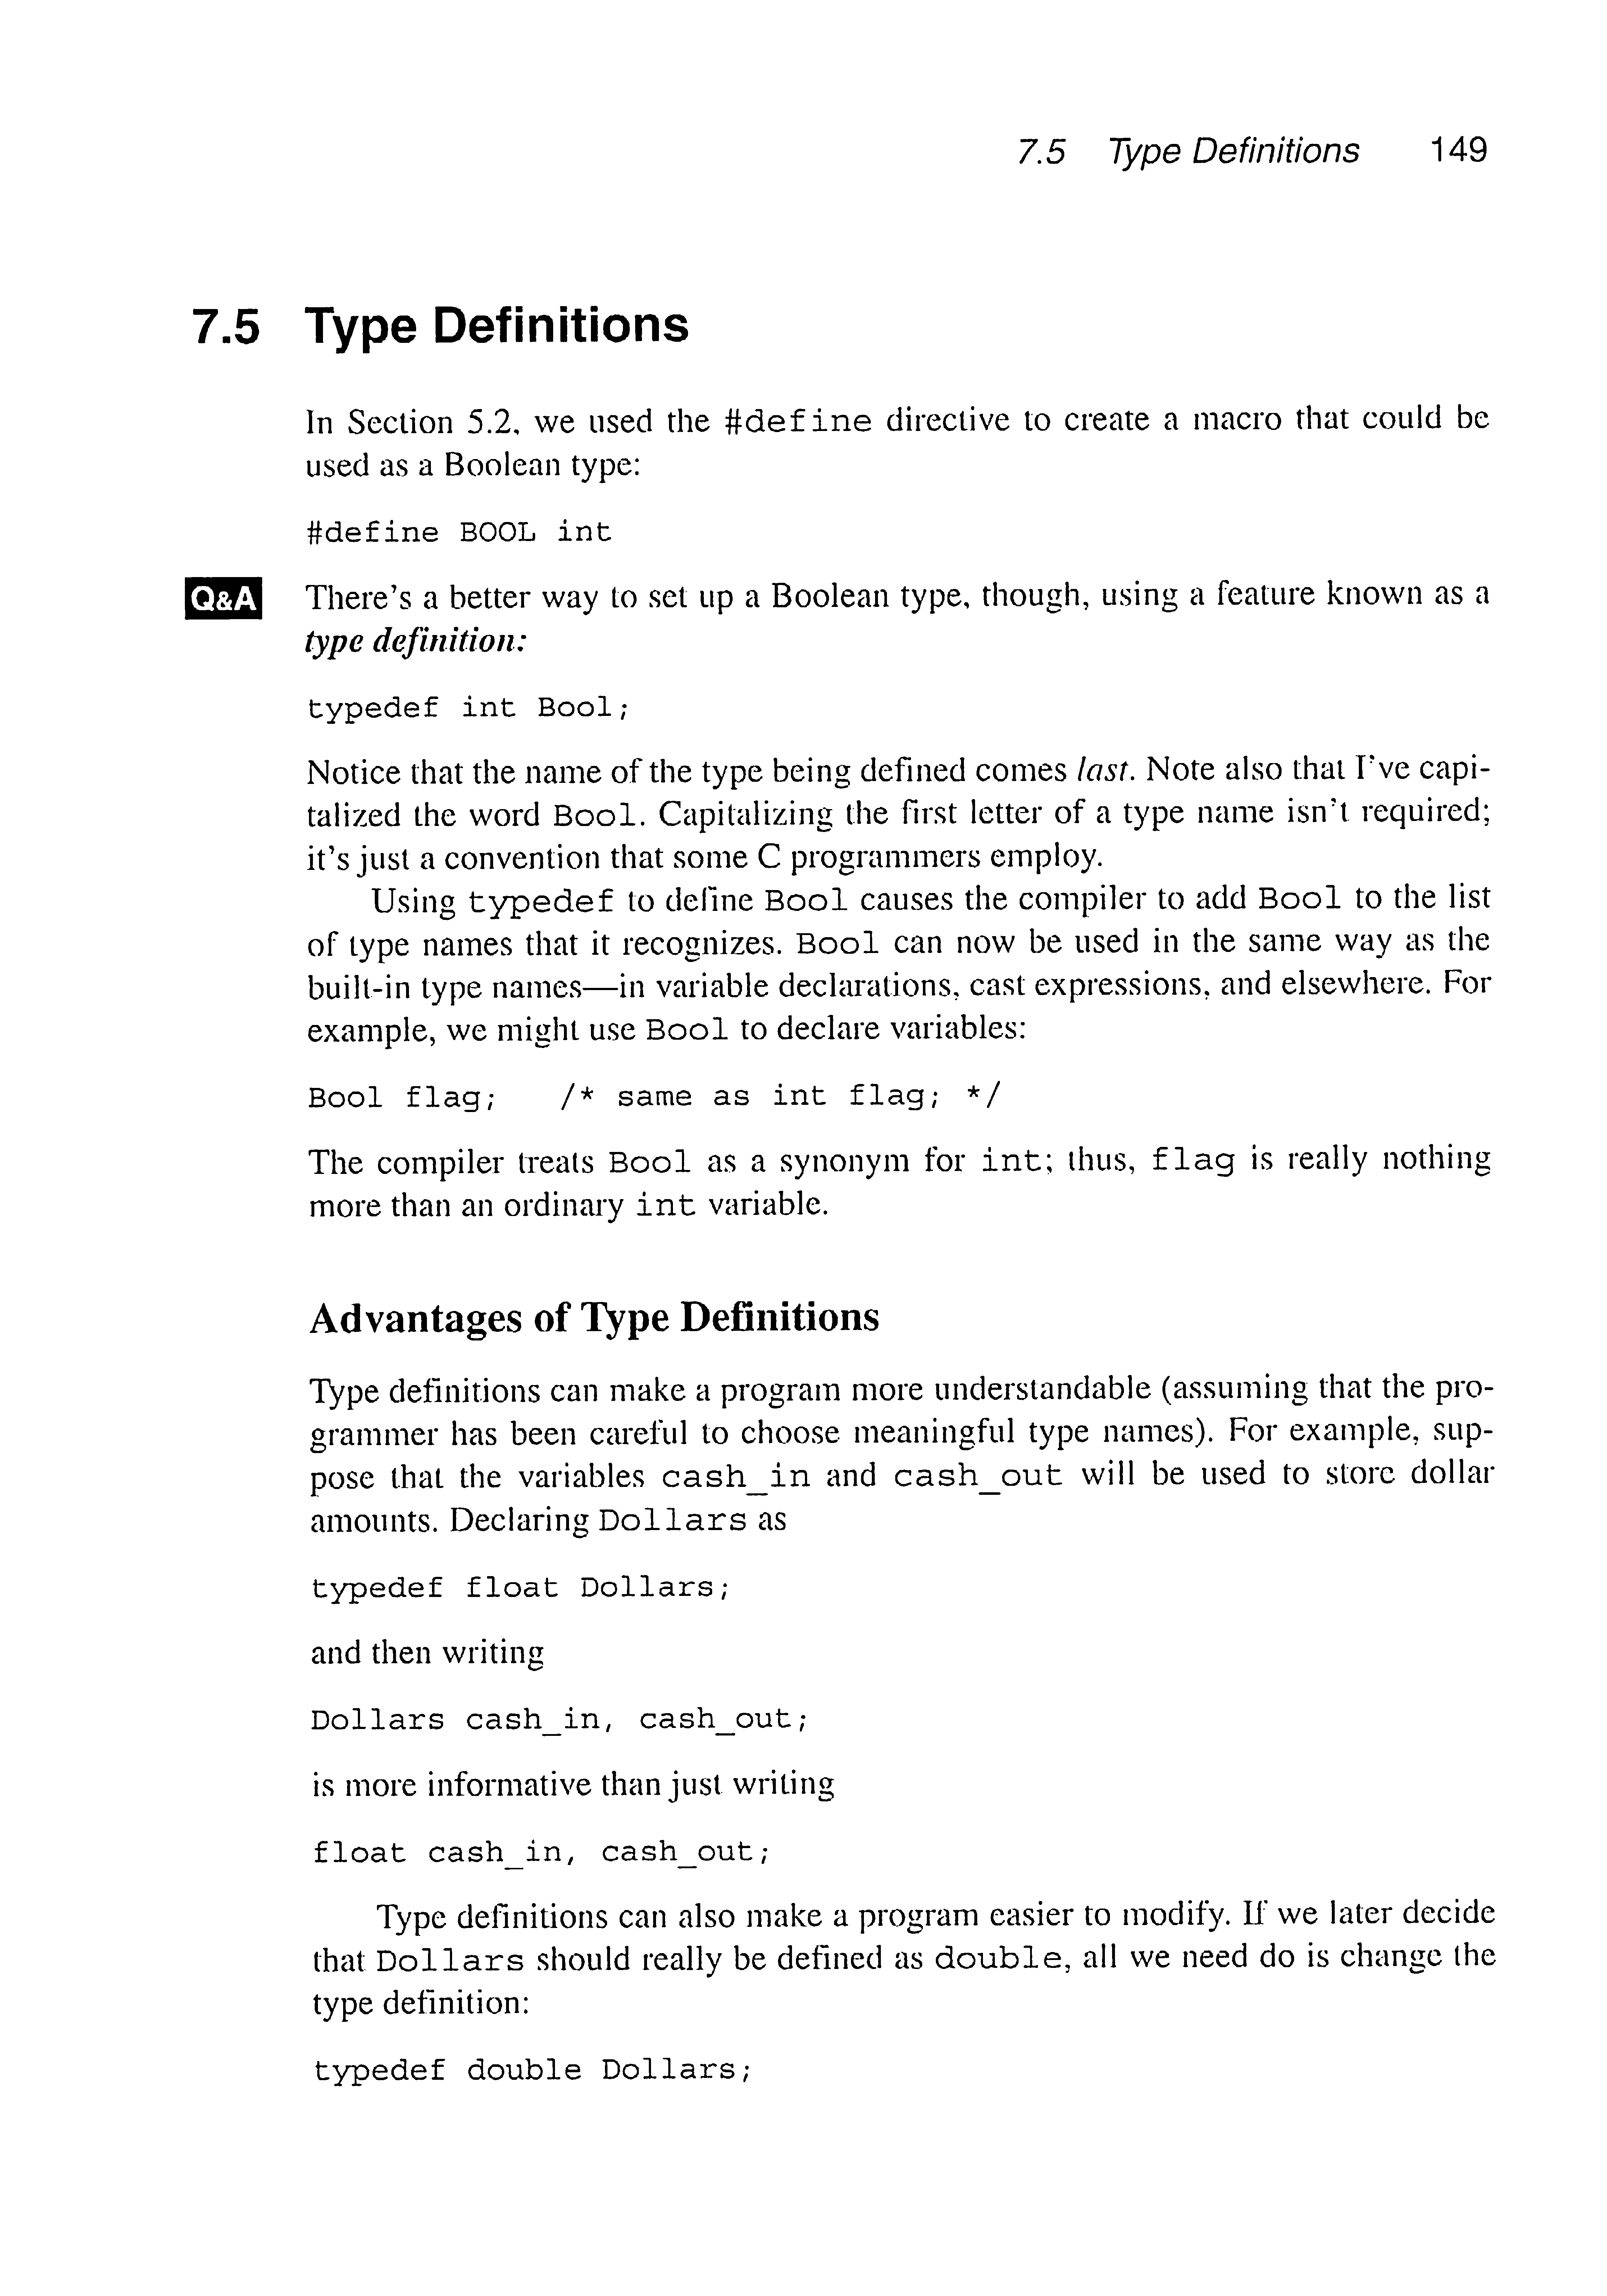 7.5 Type Definitions 149
7.5 Type Definitions
In Section 5.2, we used the #define directive to create a macro that could be
used as a Boolean type:
#define BOOL int
Q&A There's a better way to set up a Boolean type, though, using a feature known as a
type definition:
typedef int Bool;
Notice that the name of the type being defined comes last. Note also that I've capi-
talized the word Bool. Capitalizing the first letter of a type name isn't required;
it's just a convention that some C programmers employ.
Using typedef to define Bool causes the compiler to add Bool to the list
of type names that it recognizes. Bool can now be used in the same way as the
built-in type names—in variable declarations, cast expressions, and elsewhere. For
example, we might use Bool to declare variables:
Bool flag; /* same as int flag; */
The compiler treats Bool as a synonym for int; thus, flag is really nothing
more than an ordinary int variable.
Advantages of Type Definitions
Type definitions can make a program more understandable (assuming that the pro-
grammer has been careful to choose meaningful type names). For example, sup-
pose that the variables cash_in and cash_out will be used to store dollar
amounts. Declaring Dollars as
typedef float Dollars;
and then writing
Dollars cash_in, cash_out;
is more informative than just writing
float cash_in, cash_out;
Type definitions can also make a program easier to modify. If we later decide
that Dollars should really be defined as double, all we need do is change the
type definition:
typedef double Dollars;